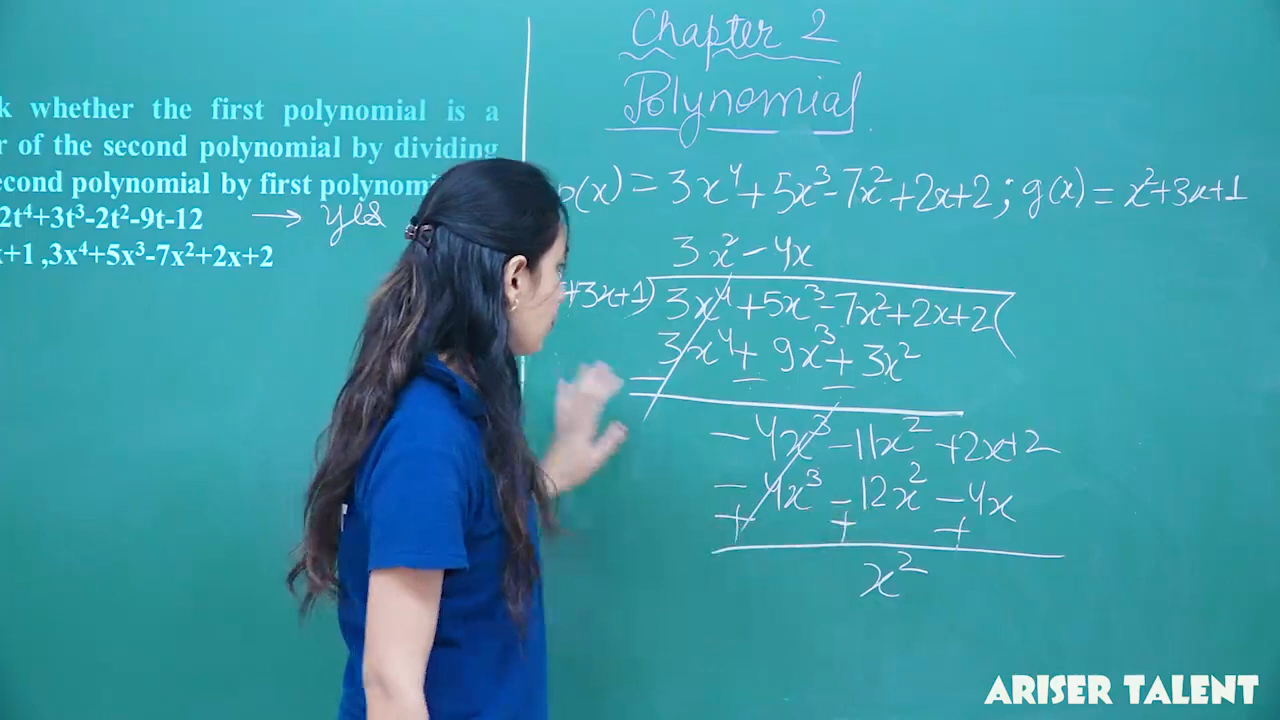 Chapter 2
Polynomial
k whether the first polynomial is a
r of the second polynomial by dividing
econd polynomial by first polynomi
2t⁴+3t³-2t²-9t-12 → yes
x+1 ,3x⁴+5x³-7x²+2x+2
p(x) = 3x⁴+5x³-7x²+2x+2; g(x) = x²+3x+1
3x²-4x
+3x+1) 3x⁴+5x³-7x²+2x+2(
3x⁴+ 9x³+ 3x²
- - -
-4x³-11x²+2x+2
-4x³-12x²-4x
+ + +
x²
ARISER TALENT